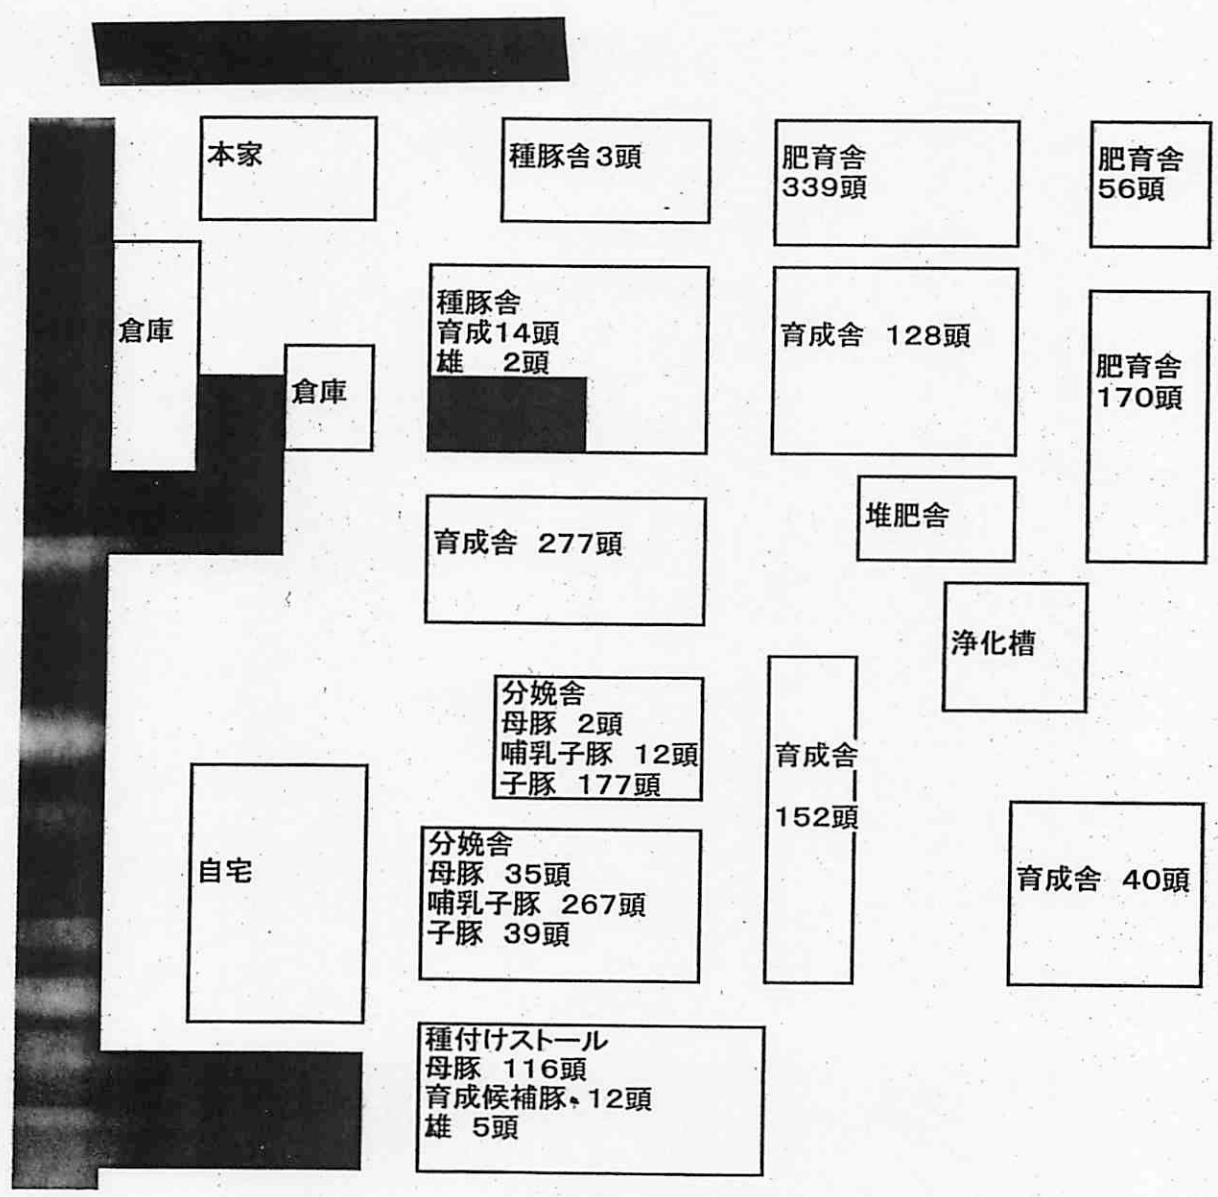 本家
種豚舎3頭
肥育舎
339頭
肥育舎
56頭
倉庫
倉庫
種豚舎
育成14頭
雄 2頭
育成舎 128頭
肥育舎
170頭
育成舎 277頭
堆肥舎
浄化槽
分娩舎
母豚 2頭
哺乳子豚 12頭
子豚 177頭
育成舎
152頭
自宅
分娩舎
母豚 35頭
哺乳子豚 267頭
子豚 39頭
育成舎 40頭
種付けストール
母豚 116頭
育成候補豚 12頭
雄 5頭